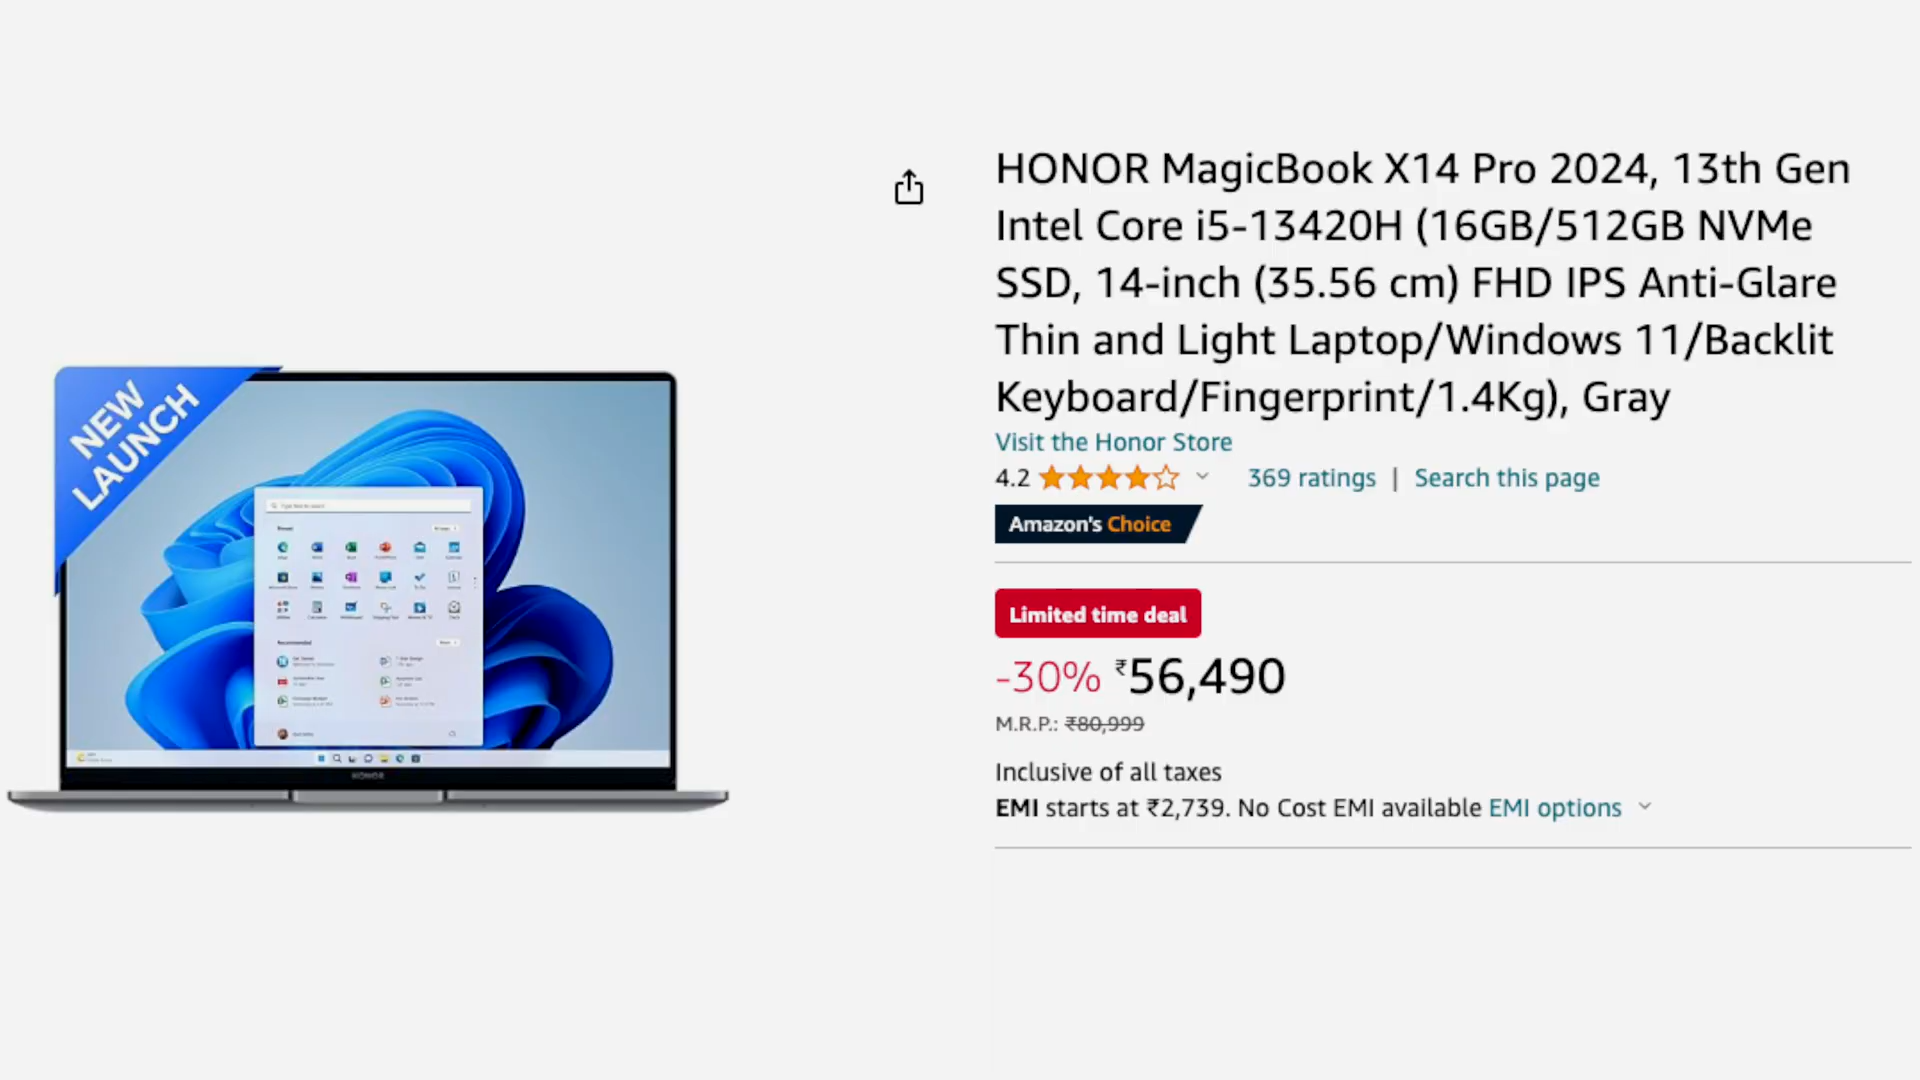 NEW
LAUNCH
HONOR
HONOR MagicBook X14 Pro 2024, 13th Gen
Intel Core i5-13420H (16GB/512GB NVMe
SSD, 14-inch (35.56 cm) FHD IPS Anti-Glare
Thin and Light Laptop/Windows 11/Backlit
Keyboard/Fingerprint/1.4Kg), Gray
Visit the Honor Store
4.2 369 ratings | Search this page
Amazon's Choice
Limited time deal
-30% ₹56,490
M.R.P.: ₹80,999
Inclusive of all taxes
EMI starts at ₹2,739. No Cost EMI available EMI options